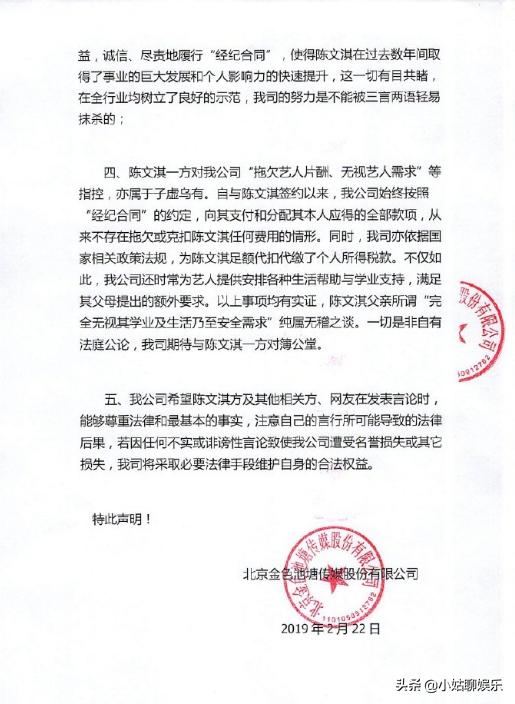 益，诚信、尽责地履行“经纪合同”，使得陈文淇在过去数年间取
得了事业的巨大发展和个人影响力的快速提升，这一切有目共睹，
在全行业均树立了良好的示范，我司的努力是不能被三言两语轻易
抹杀的；
四、陈文淇一方对我公司“拖欠艺人片酬、无视艺人需求”等
指控，亦属于子虚乌有。自与陈文淇签约以来，我公司始终按照
“经纪合同”的约定，向其支付和分配其本人应得的全部款项，从
来不存在拖欠或克扣陈文淇任何费用的情形。同时，我司亦依据国
家相关政策法规，为陈文淇足额代扣代缴了个人所得税款。不仅如
此，我公司还时常为艺人提供安排各种生活帮助与学业支持，满足
其父母提出的额外要求。以上事项均有实证，陈文淇父亲所谓“完
全无视其学业及生活乃至安全需求”纯属无稽之谈。一切是非自有
法庭公论，我司期待与陈文淇一方对簿公堂。
股份有限公司
五、我公司希望陈文淇方及其他相关方、网友在发表言论时，
能够尊重法律和最基本的事实，注意自己的言行所可能导致的法律
后果，若因任何不实或诽谤性言论致使我公司遭受名誉损失或其它
损失，我司将采取必要法律手段维护自身的合法权益。
特此声明！
北京金色池塘传媒股份有限公司
北京金色池塘传媒股份有限公司
2019 年 2 月 22 日
头条 @小姑聊娱乐